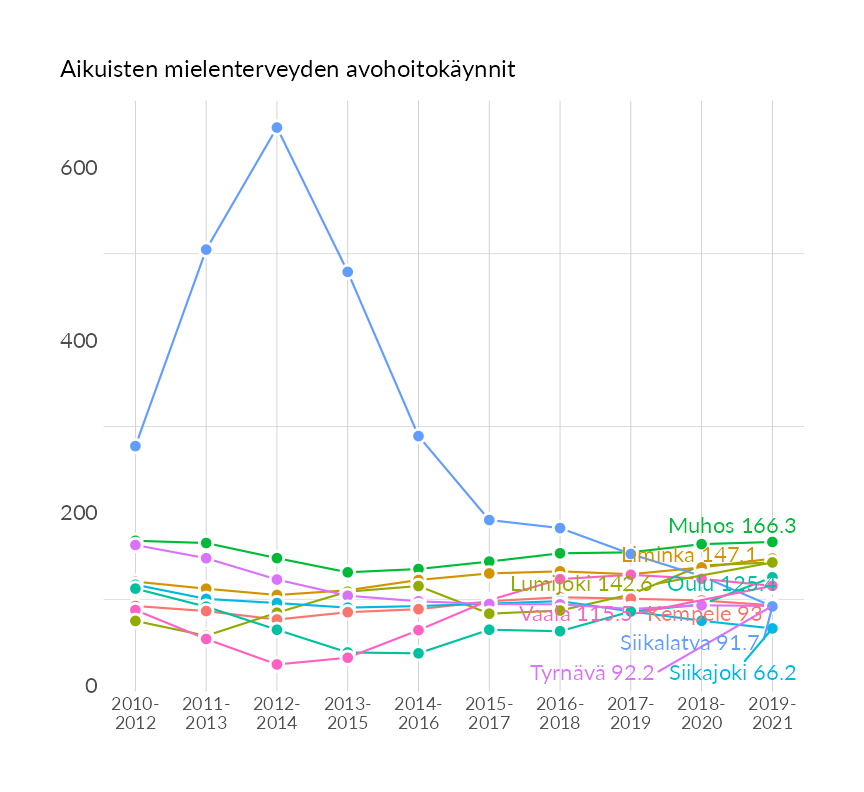 Aikuisten mielenterveyden avohoitokäynnit
600
400
200
0
Muhos 166.3
Liminka 147.1
Lumijoki 142.6
Oulu 125.4
Vaala 115.5
Kempele 93
Siikalatva 91.7
Tyrnävä 92.2
Siikajoki 66.2
2010-
2012
2011-
2013
2012-
2014
2013-
2015
2014-
2016
2015-
2017
2016-
2018
2017-
2019
2018-
2020
2019-
2021